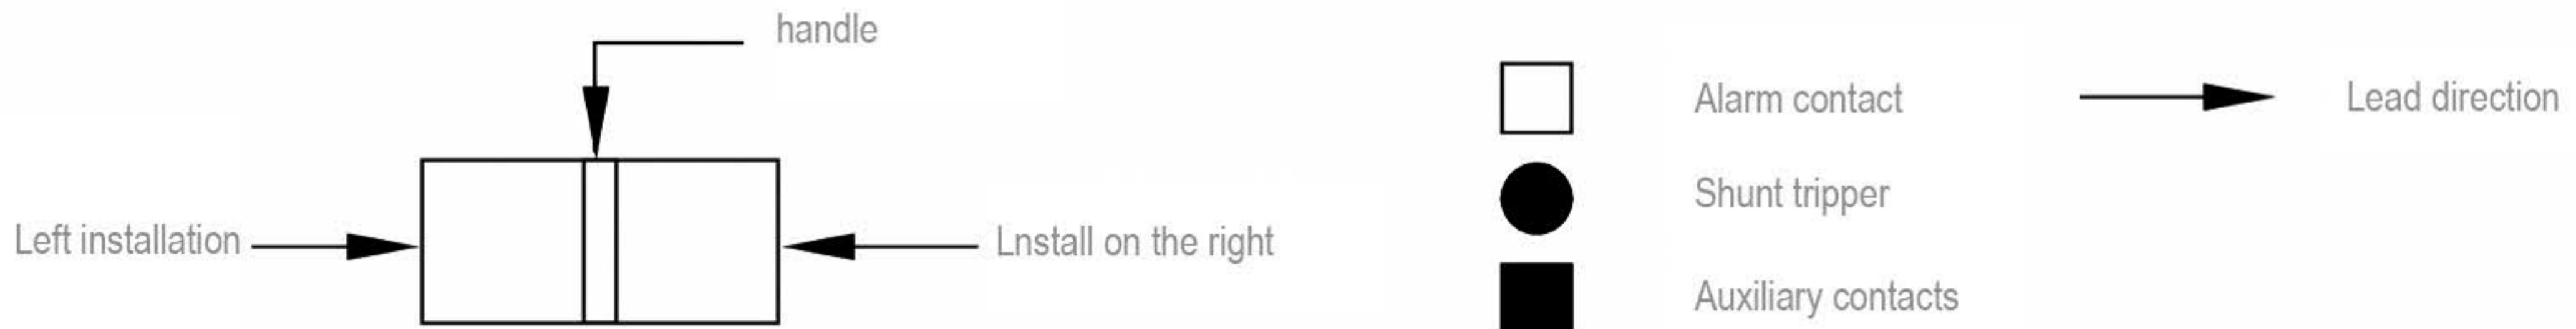 handle
Left installation
Lnstall on the right
Alarm contact
Shunt tripper
Auxiliary contacts
Lead direction